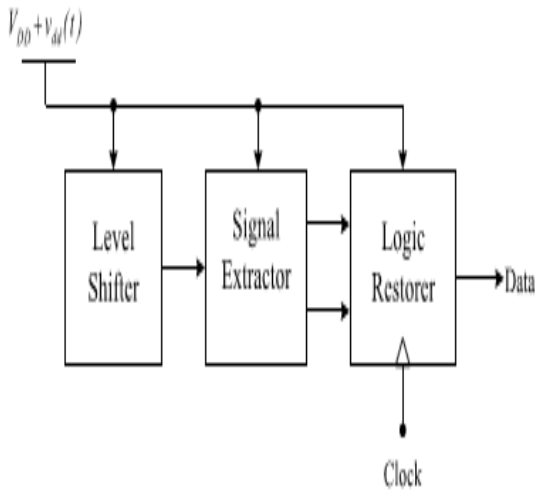 V_DD+v_dd(t)
Level
Shifter
Signal
Extractor
Logic
Restorer
Data
Clock